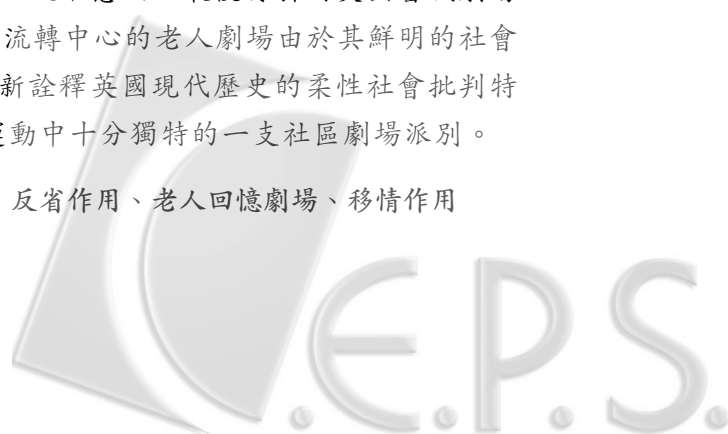 流轉中心的老人劇場由於其鮮明的社會
新詮釋英國現代歷史的柔性社會批判特
動中十分獨特的一支社區劇場派別。
反省作用、老人回憶劇場、移情作用
C.E.P.S.